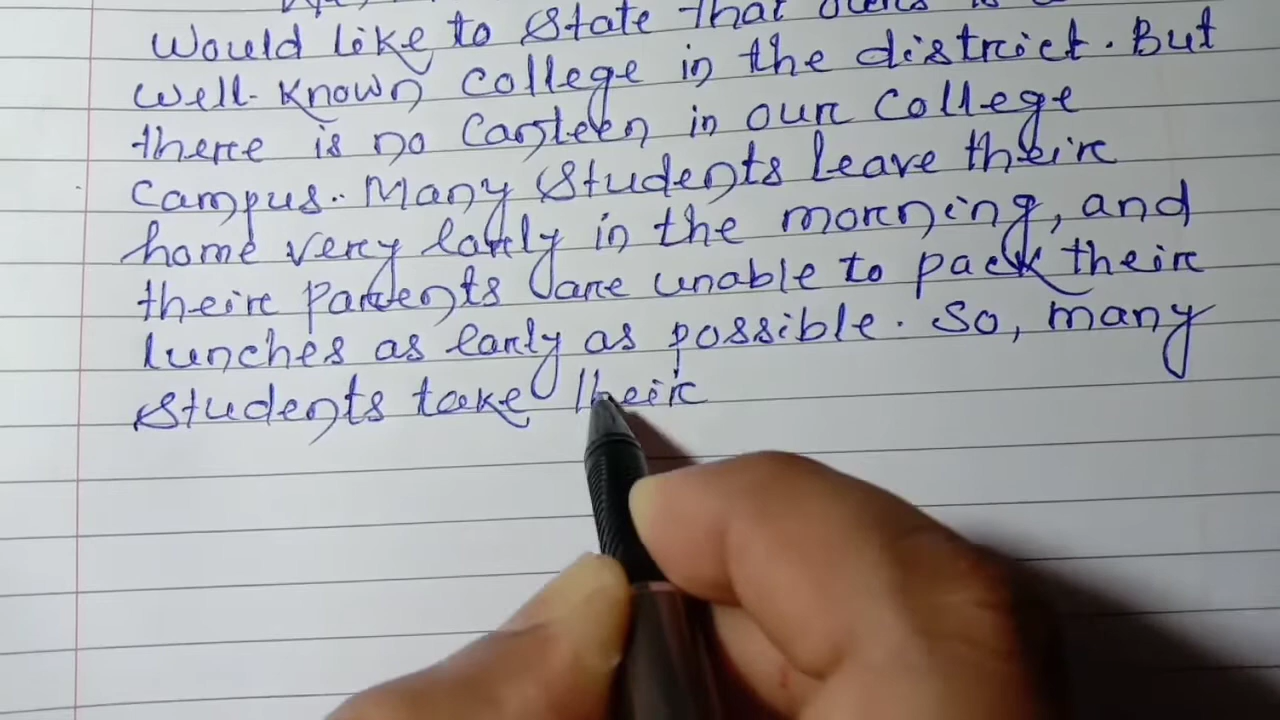 Would like to state that ours is a
well-known college in the district. But
there is no Canteen in our College
Campus. Many students leave their
home very early in the morning, and
their Parents are unable to pack their
lunches as early as possible. So, many
students take their